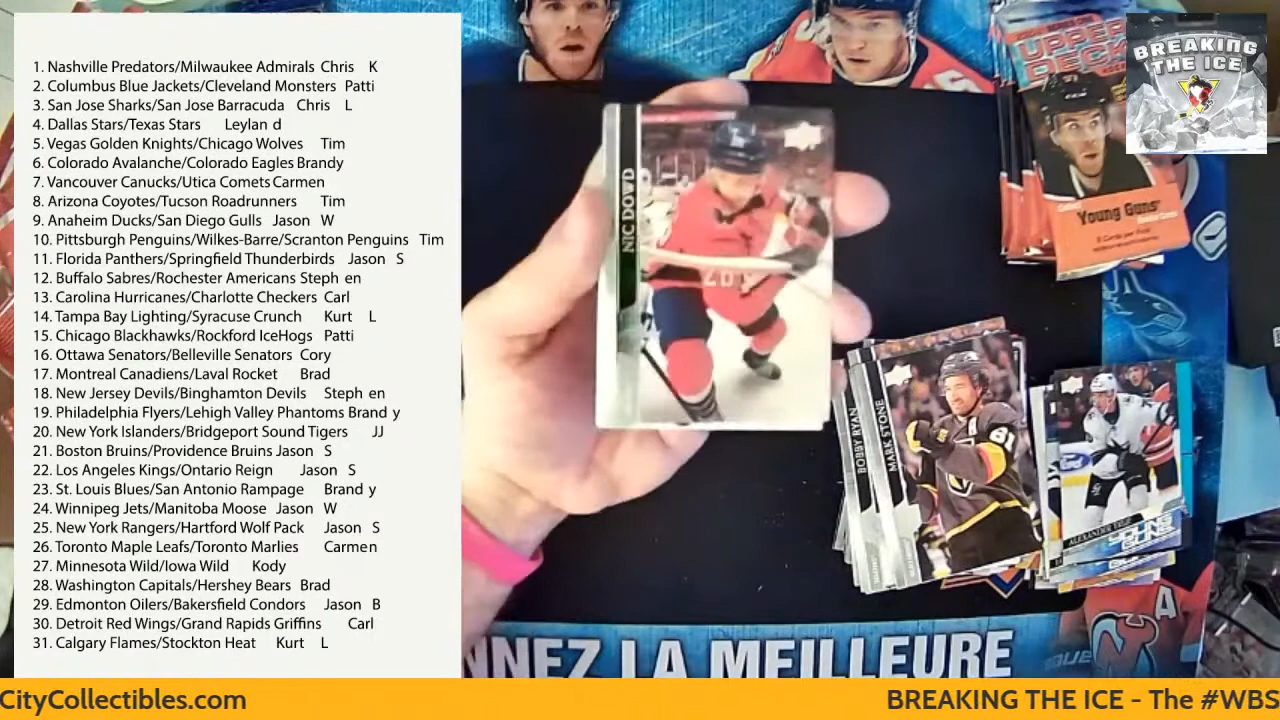 1. Nashville Predators/Milwaukee Admirals Chris K
2. Columbus Blue Jackets/Cleveland Monsters Patti
3. San Jose Sharks/San Jose Barracuda Chris L
4. Dallas Stars/Texas Stars Leylan d
5. Vegas Golden Knights/Chicago Wolves Tim
6. Colorado Avalanche/Colorado Eagles Brandy
7. Vancouver Canucks/Utica Comets Carmen
8. Arizona Coyotes/Tucson Roadrunners Tim
9. Anaheim Ducks/San Diego Gulls Jason W
10. Pittsburgh Penguins/Wilkes-Barre/Scranton Penguins Tim
11. Florida Panthers/Springfield Thunderbirds Jason S
12. Buffalo Sabres/Rochester Americans Steph en
13. Carolina Hurricanes/Charlotte Checkers Carl
14. Tampa Bay Lighting/Syracuse Crunch Kurt L
15. Chicago Blackhawks/Rockford IceHogs Patti
16. Ottawa Senators/Belleville Senators Cory
17. Montreal Canadiens/Laval Rocket Brad
18. New Jersey Devils/Binghamton Devils Steph en
19. Philadelphia Flyers/Lehigh Valley Phantoms Brand y
20. New York Islanders/Bridgeport Sound Tigers JJ
21. Boston Bruins/Providence Bruins Jason S
22. Los Angeles Kings/Ontario Reign Jason S
23. St. Louis Blues/San Antonio Rampage Brand y
24. Winnipeg Jets/Manitoba Moose Jason W
25. New York Rangers/Hartford Wolf Pack Jason S
26. Toronto Maple Leafs/Toronto Marlies Carmen
27. Minnesota Wild/Iowa Wild Kody
28. Washington Capitals/Hershey Bears Brad
29. Edmonton Oilers/Bakersfield Condors Jason B
30. Detroit Red Wings/Grand Rapids Griffins Carl
31. Calgary Flames/Stockton Heat Kurt L
NIC DOWD
26
UPPER
DECK
Young Guns
BREAKING
THE ICE
BOBBY RYAN
MARK STONE
61
Ford
ALEXANDER TRUE
YOUNG
GUNS
A
NNEZ LA MEILLEURE
CityCollectibles.com
BREAKING THE ICE - The #WBS